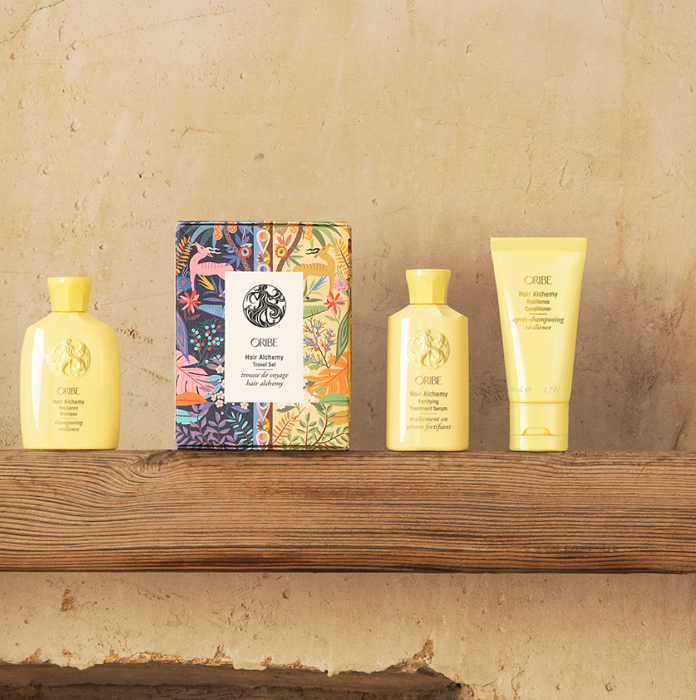 ORIBE
Hair Alchemy
Resilience
Shampoo
shampooing
résilience
ORIBE
Hair Alchemy
Travel Set
trousse de voyage
hair alchemy
ORIBE
Hair Alchemy
Fortifying
Treatment Serum
traitement en
sérum fortifiant
ORIBE
Hair Alchemy
Resilience
Conditioner
après-shampooing
résilience